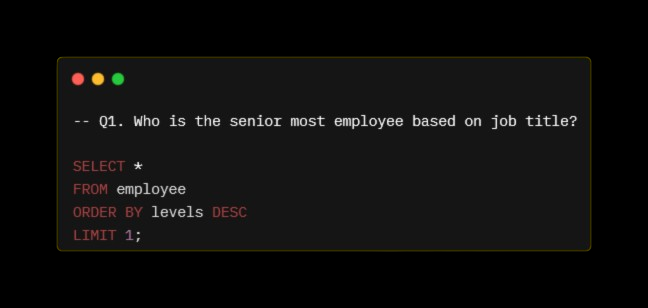 -- Q1. Who is the senior most employee based on job title?
SELECT *
FROM employee
ORDER BY levels DESC
LIMIT 1;